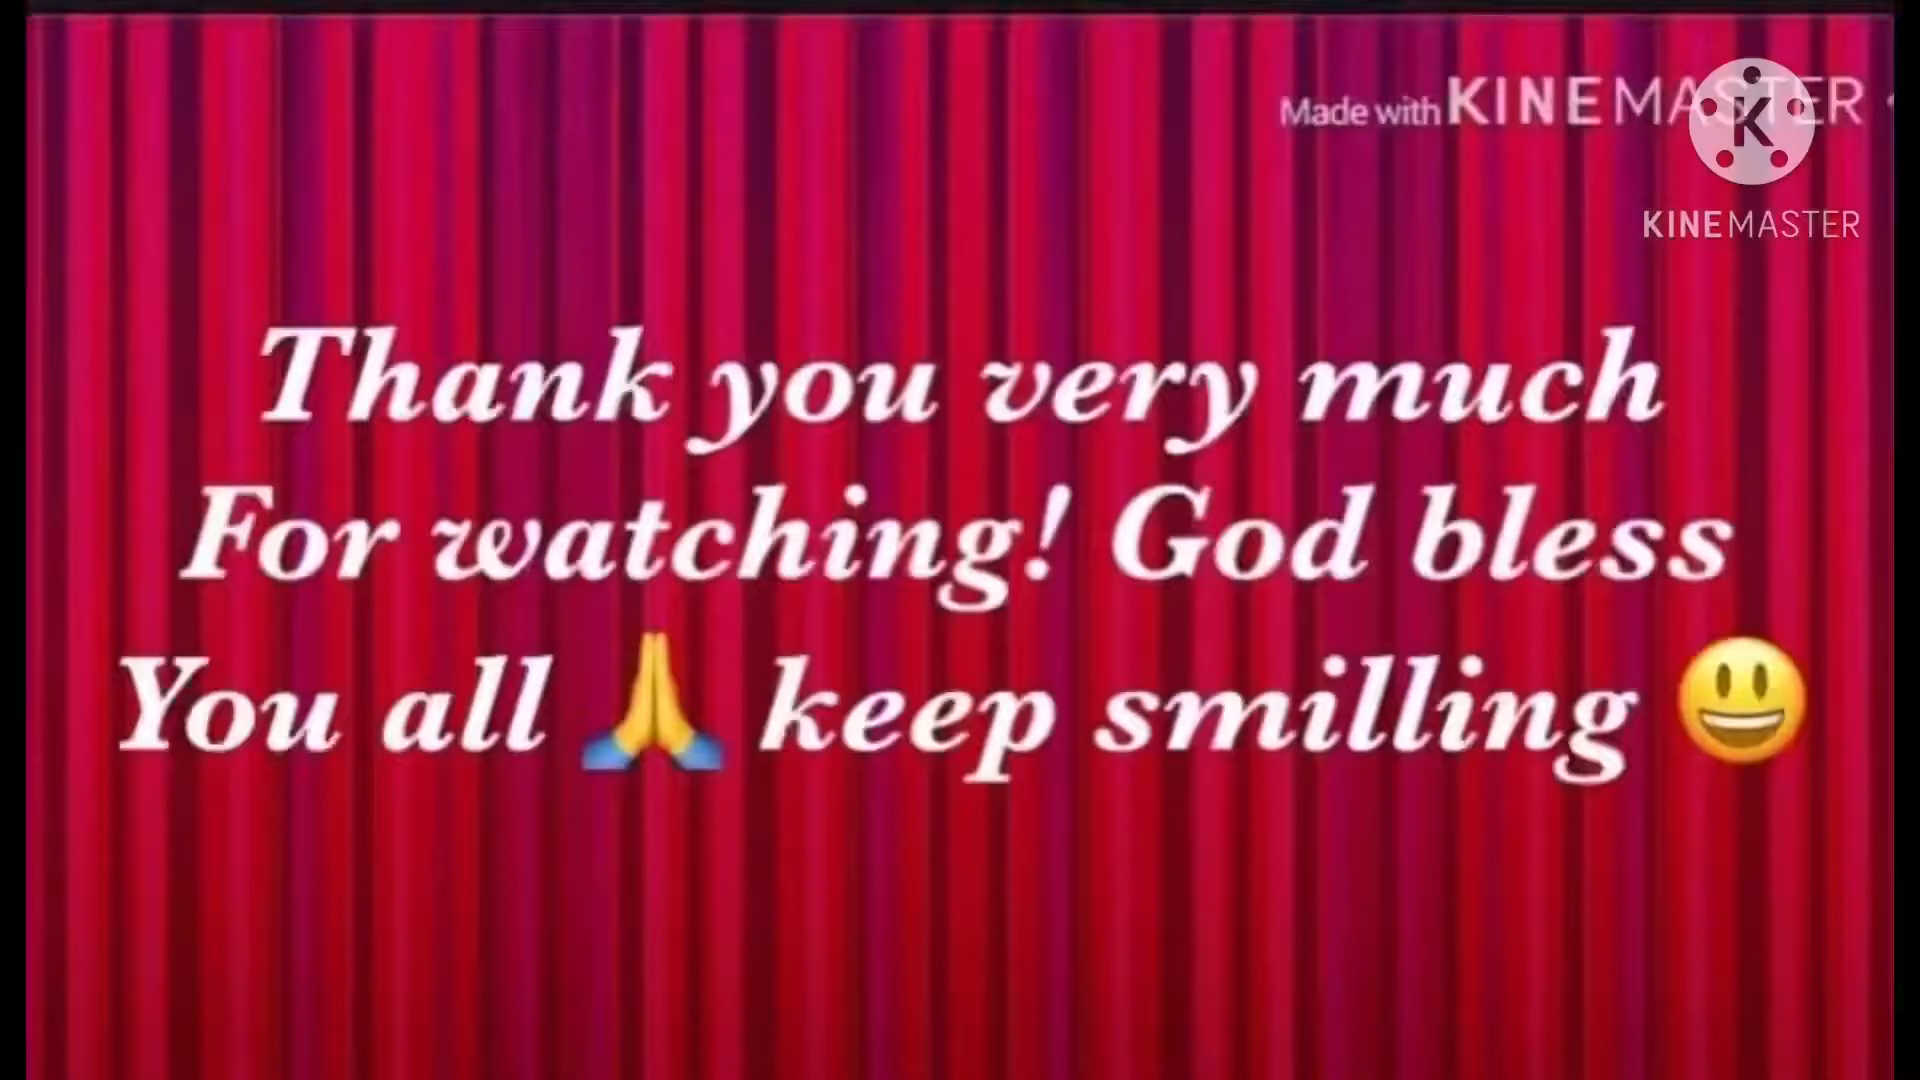 Made with KINEMASTER
K
KINEMASTER
Thank you very much
For watching! God bless
You all 🙏 keep smilling 😃